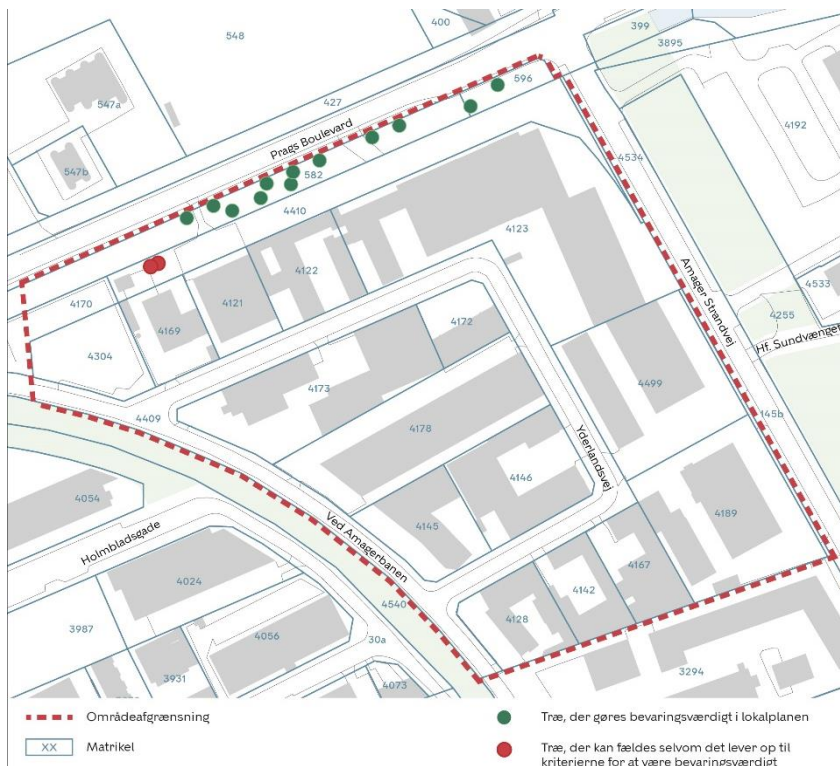 548
400
399
3895
547a
427
596
4192
Prags Boulevard
547b
582
4534
4410
4123
4122
4533
4170
4121
Amager Strandvej
4255
4169
4172
Hf. Sundvænget
4304
4173
4499
4409
4178
145b
Yderlandsvej
4146
4054
4189
Ved Amagerbanen
4145
Holmbladsgade
4167
4024
4142
4540
4128
3987
30a
4056
3931
3294
4073
Områdeafgrænsning
Træ, der gøres bevaringsværdigt i lokalplanen
XX
Matrikel
Træ, der kan fældes selvom det lever op til
kriterierne for at være bevaringsværdigt